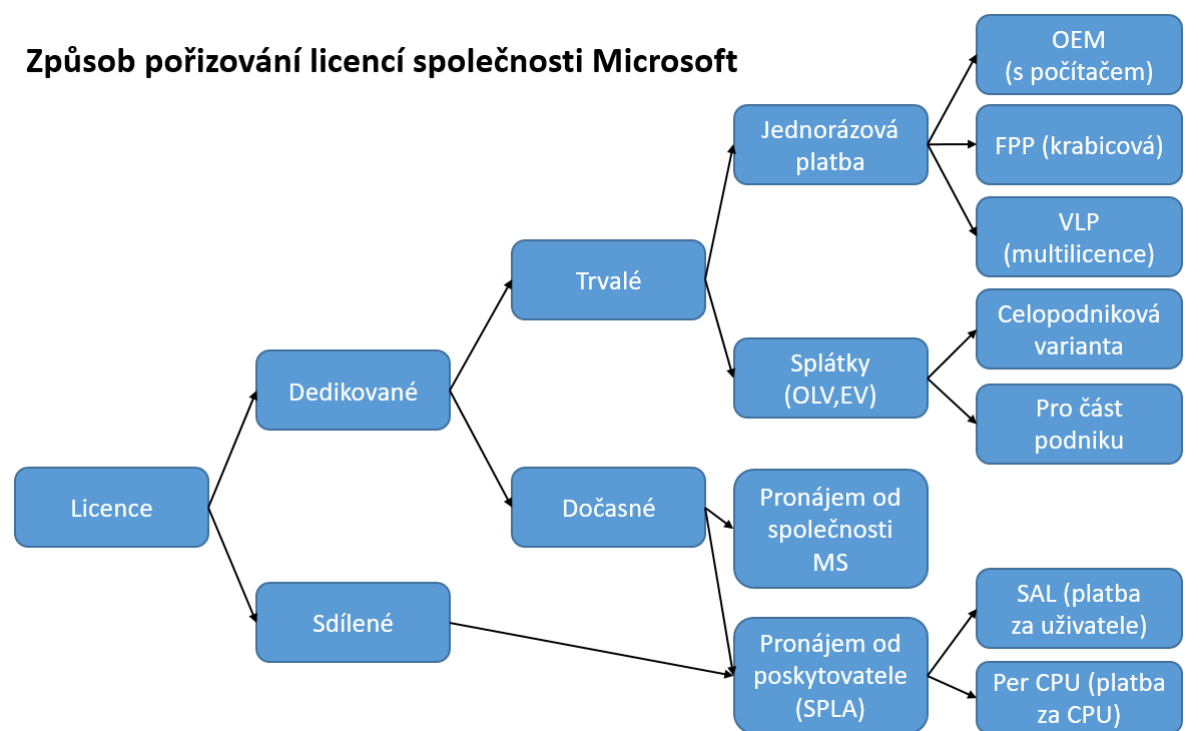 Způsob pořizování licencí společnosti Microsoft
OEM
(s počítačem)
Jednorázová
platba
FPP (krabicová)
VLP
(multilicence)
Trvalé
Celopodniková
varianta
Splátky
(OLV,EV)
Dedikované
Pro část
podniku
Licence
Dočasné
Pronájem od
společnosti
MS
Sdílené
SAL (platba
za uživatele)
Pronájem od
poskytovatele
(SPLA)
Per CPU (platba
za CPU)